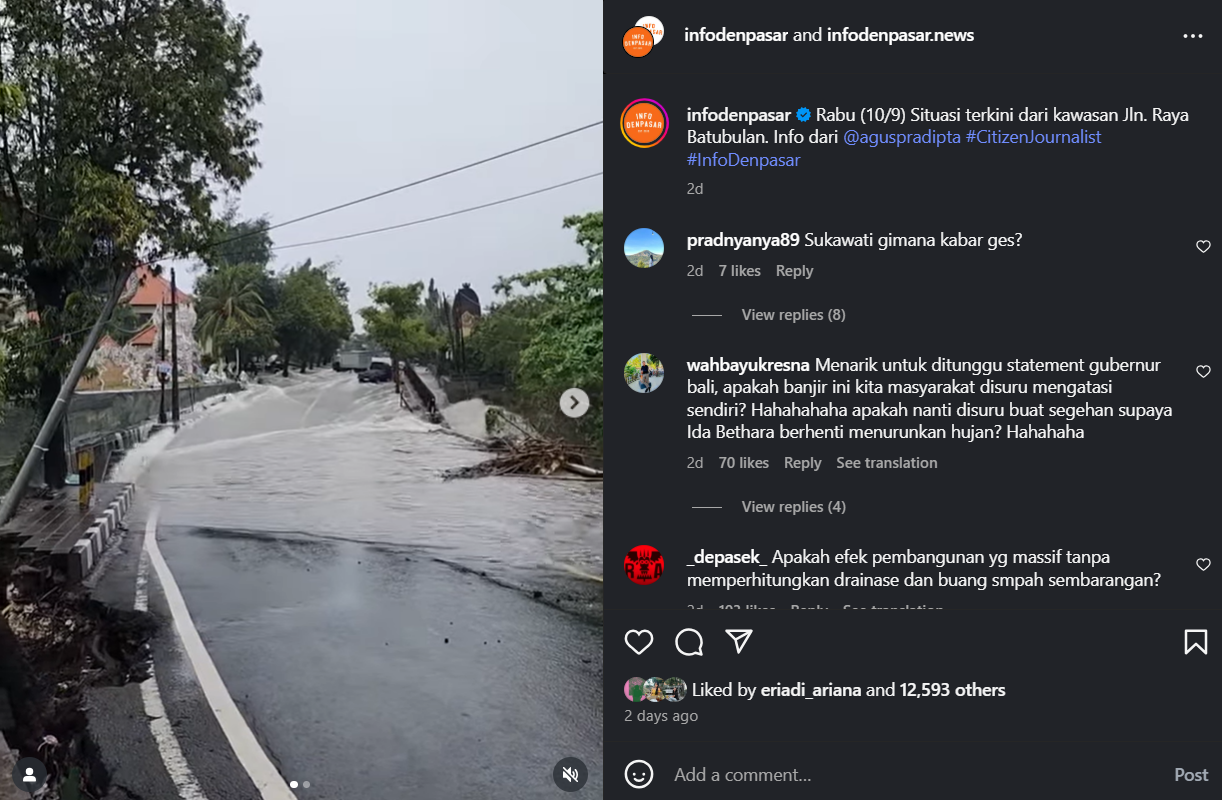 infodenpasar and infodenpasar.news
infodenpasar Rabu (10/9) Situasi terkini dari kawasan Jln. Raya
Batubulan. Info dari @aguspradipta #CitizenJournalist
#InfoDenpasar
2d
pradnyanya89 Sukawati gimana kabar ges?
2d 7 likes Reply
View replies (8)
wahbayukresna Menarik untuk ditunggu statement gubernur
bali, apakah banjir ini kita masyarakat disuru mengatasi
sendiri? Hahahahaha apakah nanti disuru buat segehan supaya
Ida Bethara berhenti menurunkan hujan? Hahahaha
2d 70 likes Reply See translation
View replies (4)
_depasek_ Apakah efek pembangunan yg massif tanpa
memperhitungkan drainase dan buang smpah sembarangan?
Liked by eriadi_ariana and 12,593 others
2 days ago
Add a comment...
Post
INFO
DENPASAR